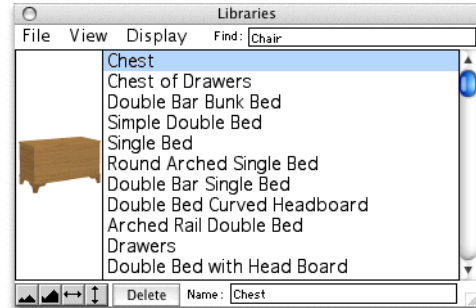 Libraries
File View Display Find: Chair
Chest
Chest of Drawers
Double Bar Bunk Bed
Simple Double Bed
Single Bed
Round Arched Single Bed
Double Bar Single Bed
Double Bed Curved Headboard
Arched Rail Double Bed
Drawers
Double Bed with Head Board
Delete Name: Chest